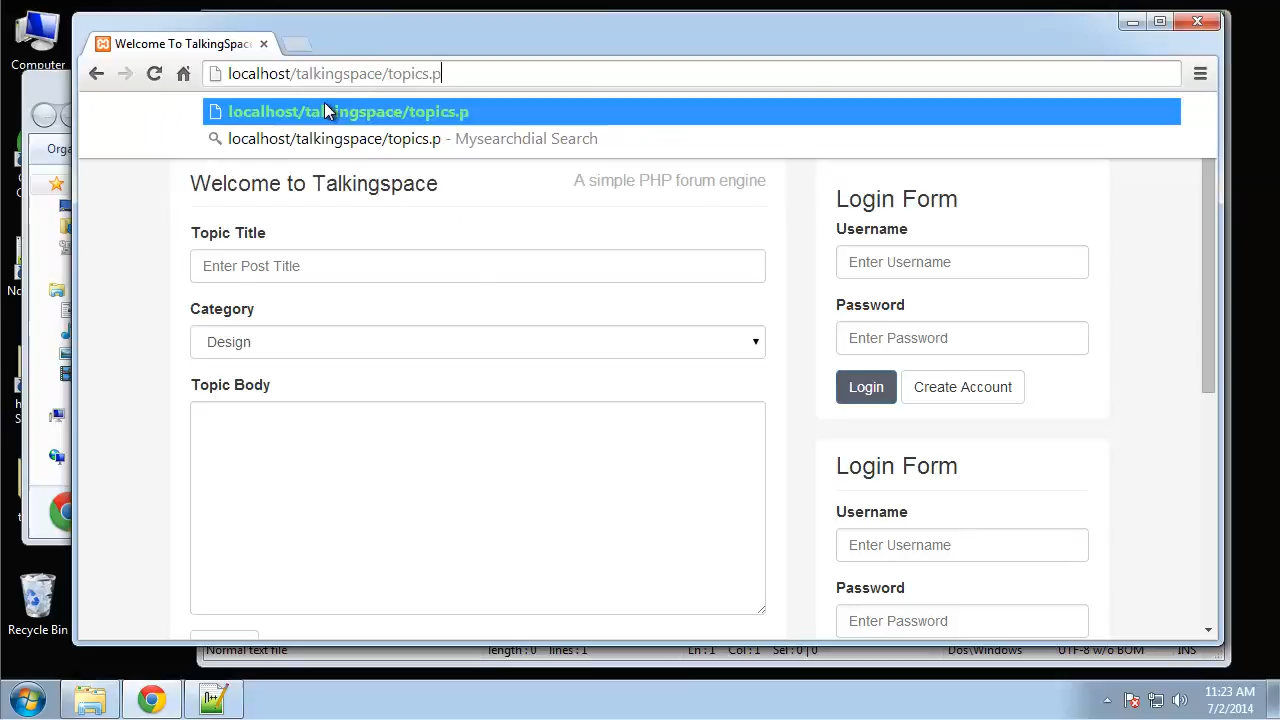 Computer
Welcome To TalkingSpac
localhost/talkingspace/topics.p
localhost/talkingspace/topics.p
localhost/talkingspace/topics.p - Mysearchdial Search
Orga
Welcome to Talkingspace
A simple PHP forum engine
Topic Title
Enter Post Title
Category
Design
Topic Body
Login Form
Username
Enter Username
Password
Enter Password
Login
Create Account
Login Form
Username
Enter Username
Password
Enter Password
Recycle Bin
Normal text file
length : 0
lines : 1
Ln : 1
Col : 1
Sel : 0 | 0
Dos\Windows
UTF-8 w/o BOM
INS
11:23 AM
7/2/2014